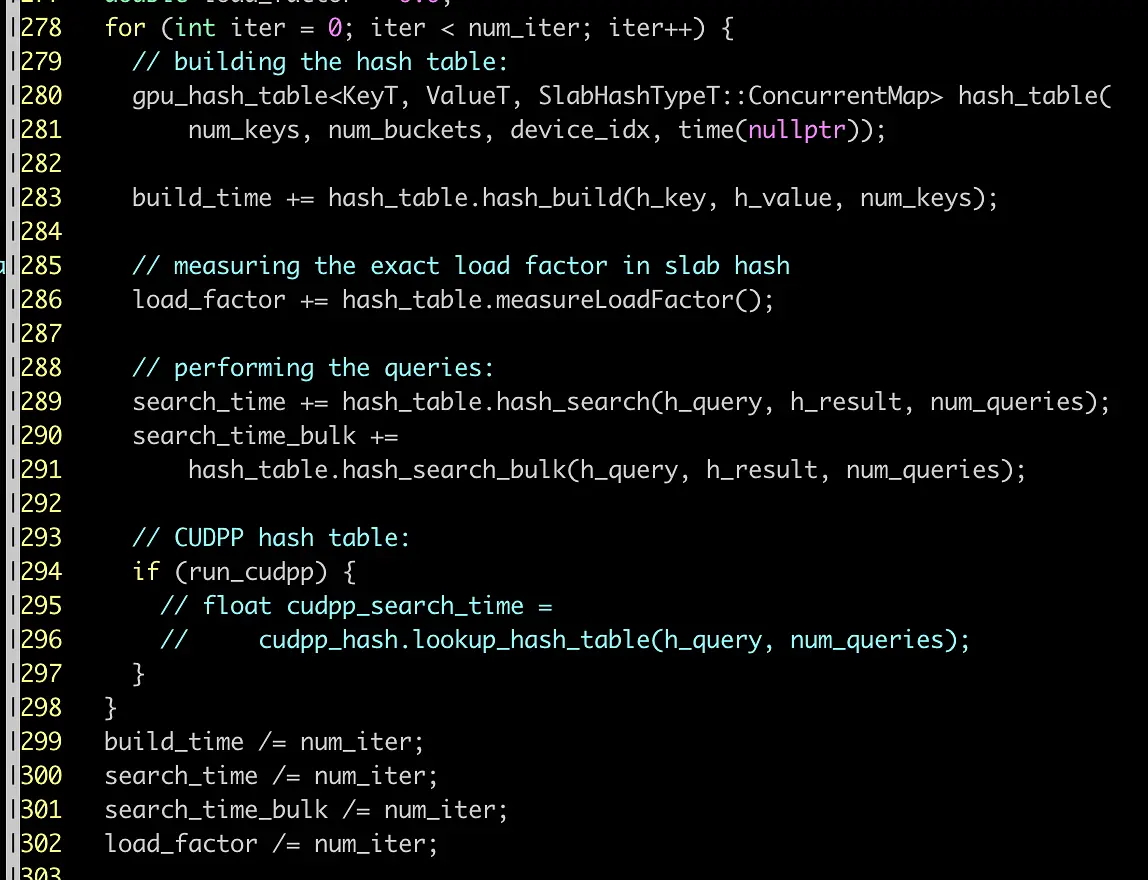 278   for (int iter = 0; iter < num_iter; iter++) {
279     // building the hash table:
280     gpu_hash_table<KeyT, ValueT, SlabHashTypeT::ConcurrentMap> hash_table(
281         num_keys, num_buckets, device_idx, time(nullptr));
282
283     build_time += hash_table.hash_build(h_key, h_value, num_keys);
284
285     // measuring the exact load factor in slab hash
286     load_factor += hash_table.measureLoadFactor();
287
288     // performing the queries:
289     search_time += hash_table.hash_search(h_query, h_result, num_queries);
290     search_time_bulk +=
291         hash_table.hash_search_bulk(h_query, h_result, num_queries);
292
293     // CUDPP hash table:
294     if (run_cudpp) {
295       // float cudpp_search_time =
296       //     cudpp_hash.lookup_hash_table(h_query, num_queries);
297     }
298   }
299   build_time /= num_iter;
300   search_time /= num_iter;
301   search_time_bulk /= num_iter;
302   load_factor /= num_iter;
303